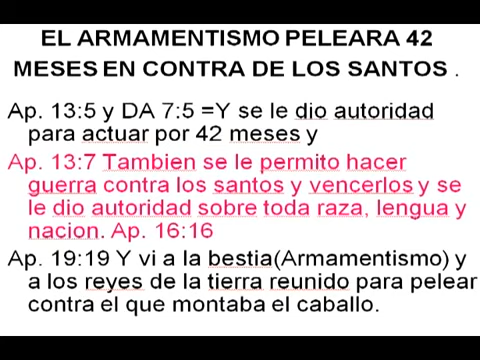 EL ARMAMENTISMO PELEARA 42
MESES EN CONTRA DE LOS SANTOS .
Ap. 13:5 y DA 7:5 =Y se le dio autoridad
para actuar por 42 meses y
Ap. 13:7 Tambien se le permito hacer
guerra contra los santos y vencerlos y se
le dio autoridad sobre toda raza, lengua y
nacion. Ap. 16:16
Ap. 19:19 Y vi a la bestia(Armamentismo) y
a los reyes de la tierra reunido para pelear
contra el que montaba el caballo.